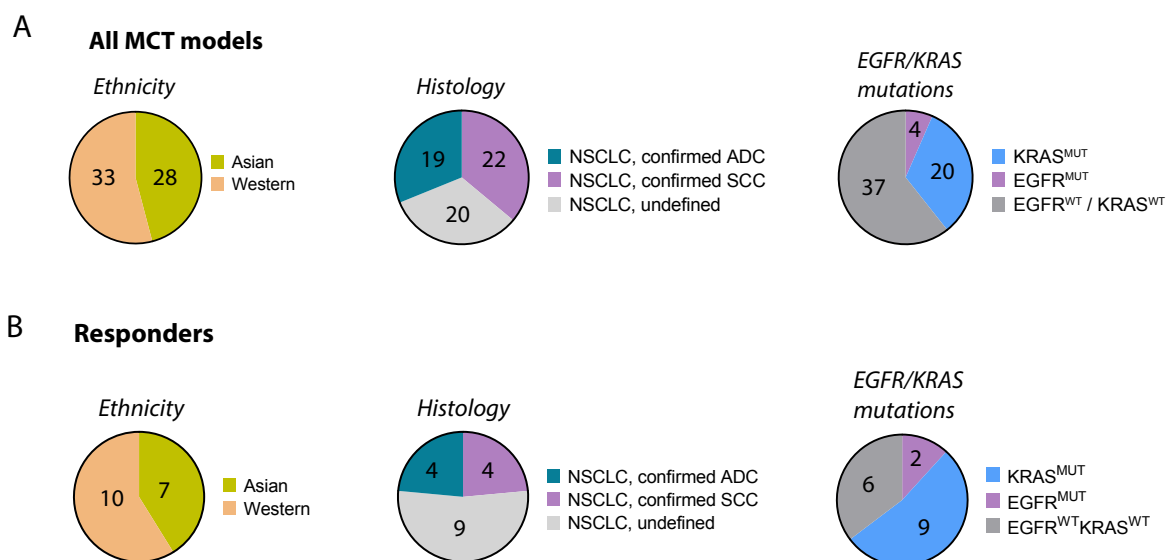 A
All MCT models
Ethnicity
33
28
Asian
Western
Histology
19
22
20
NSCLC, confirmed ADC
NSCLC, confirmed SCC
NSCLC, undefined
EGFR/KRAS
mutations
4
20
37
KRASᴹᵁᵀ
EGFRᴹᵁᵀ
EGFRᵂᵀ / KRASᵂᵀ
B
Responders
Ethnicity
10
7
Asian
Western
Histology
4
4
9
NSCLC, confirmed ADC
NSCLC, confirmed SCC
NSCLC, undefined
EGFR/KRAS
mutations
2
6
9
KRASᴹᵁᵀ
EGFRᴹᵁᵀ
EGFRᵂᵀKRASᵂᵀ